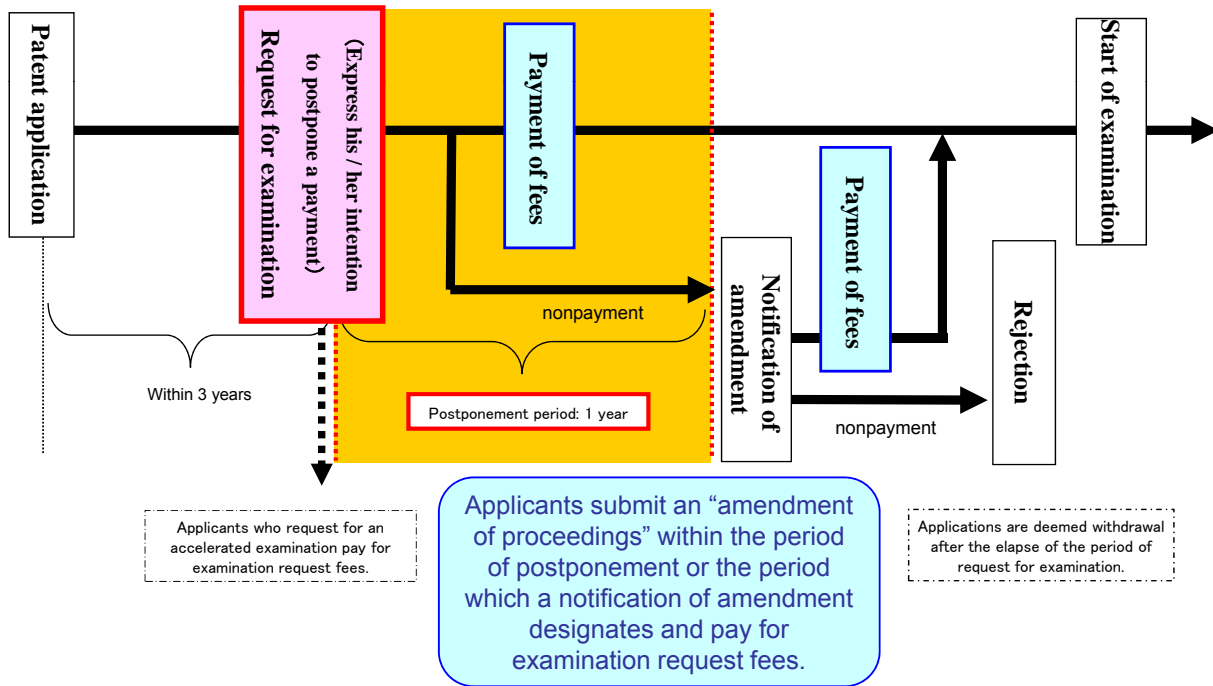 Patent application
Request for examination
(Express his / her intention
to postpone a payment)
Payment of fees
Start of examination
nonpayment
Notification of
amendment
Payment of fees
Rejection
nonpayment
Within 3 years
Postponement period: 1 year
Applicants who request for an
accelerated examination pay for
examination request fees.
Applicants submit an “amendment
of proceedings” within the period
of postponement or the period
which a notification of amendment
designates and pay for
examination request fees.
Applications are deemed withdrawal
after the elapse of the period of
request for examination.